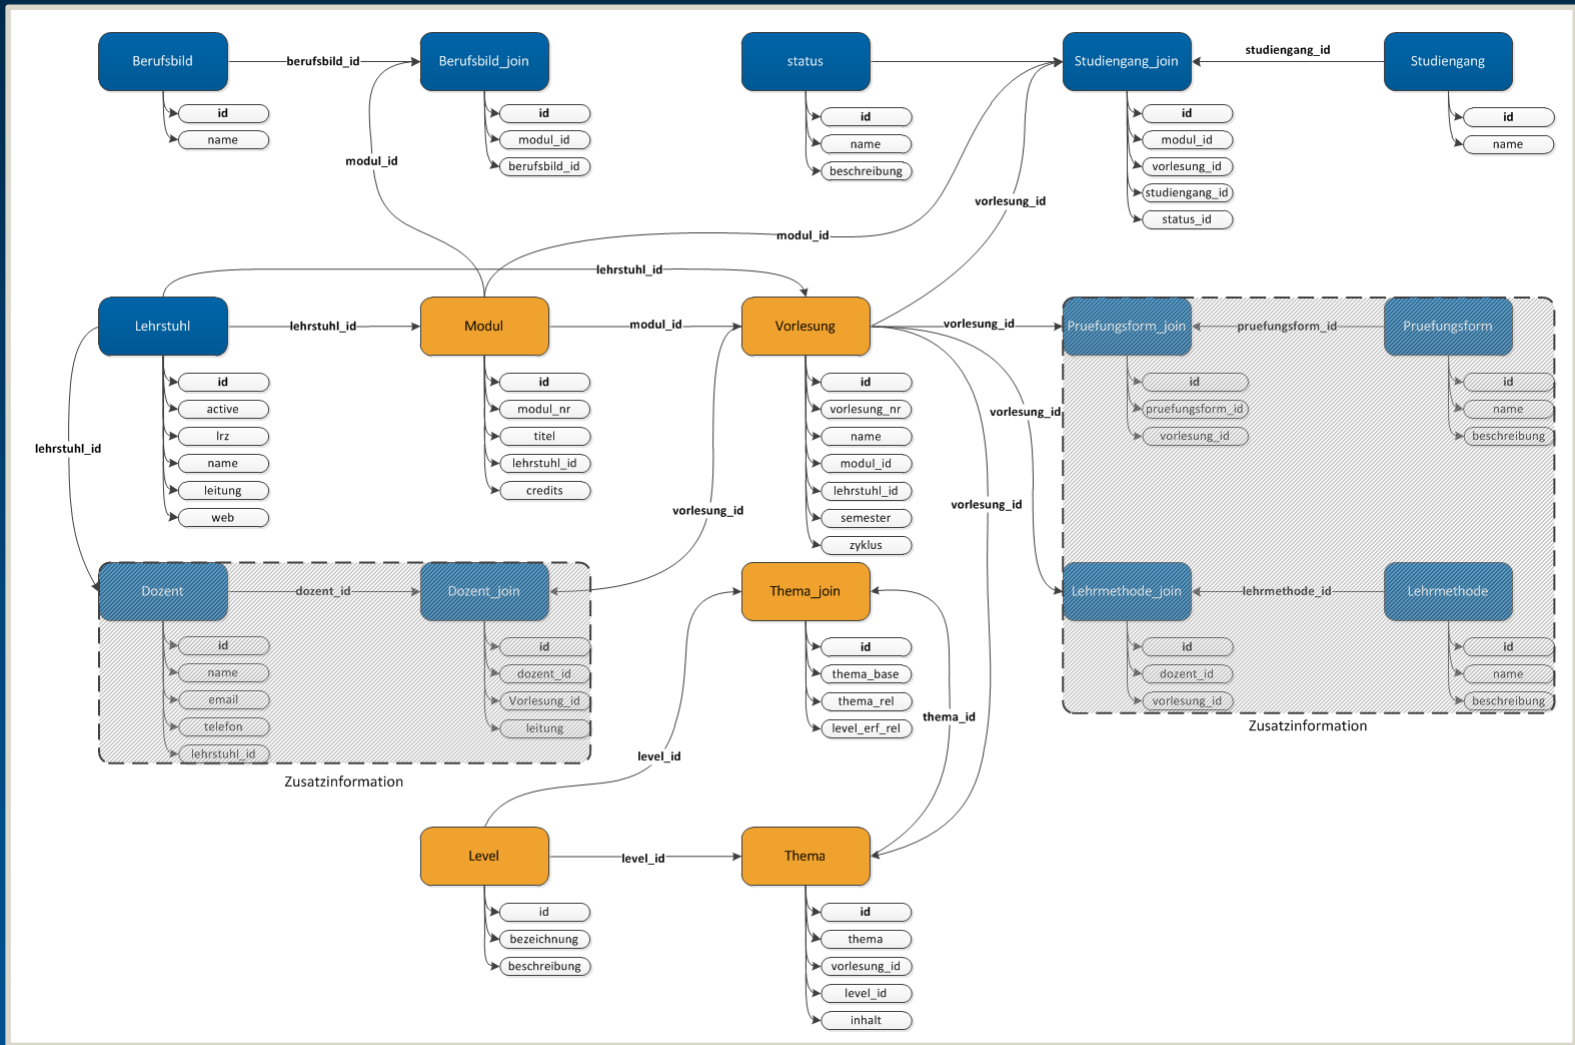 Berufsbild
berufsbild_id
Berufsbild_join
status
Studiengang_join
studiengang_id
Studiengang
id
name
id
modul_id
berufsbild_id
id
name
beschreibung
id
modul_id
vorlesung_id
studiengang_id
status_id
id
name
modul_id
vorlesung_id
modul_id
lehrstuhl_id
Lehrstuhl
lehrstuhl_id
Modul
modul_id
Vorlesung
vorlesung_id
Pruefungsform_join
pruefungsform_id
Pruefungsform
id
active
lrz
name
leitung
web
id
modul_nr
titel
lehrstuhl_id
credits
id
vorlesung_nr
name
modul_id
lehrstuhl_id
semester
zyklus
id
pruefungsform_id
vorlesung_id
id
name
beschreibung
lehrstuhl_id
vorlesung_id
vorlesung_id
vorlesung_id
Dozent
dozent_id
Dozent_join
Thema_join
Lehrmethode_join
lehrmethode_id
Lehrmethode
id
name
email
telefon
lehrstuhl_id
id
dozent_id
Vorlesung_id
leitung
id
thema_base
thema_rel
level_erf_rel
id
dozent_id
vorlesung_id
id
name
beschreibung
thema_id
Zusatzinformation
Zusatzinformation
level_id
Level
level_id
Thema
id
bezeichnung
beschreibung
id
thema
vorlesung_id
level_id
inhalt